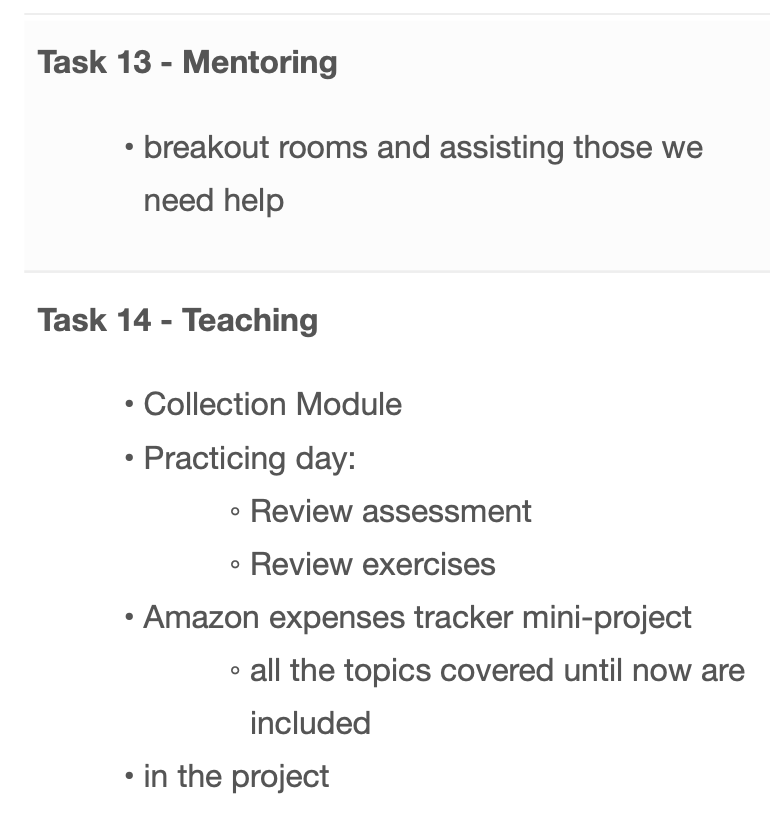 Task 13 - Mentoring
• breakout rooms and assisting those we
need help
Task 14 - Teaching
• Collection Module
• Practicing day:
◦ Review assessment
◦ Review exercises
• Amazon expenses tracker mini-project
◦ all the topics covered until now are
included
• in the project